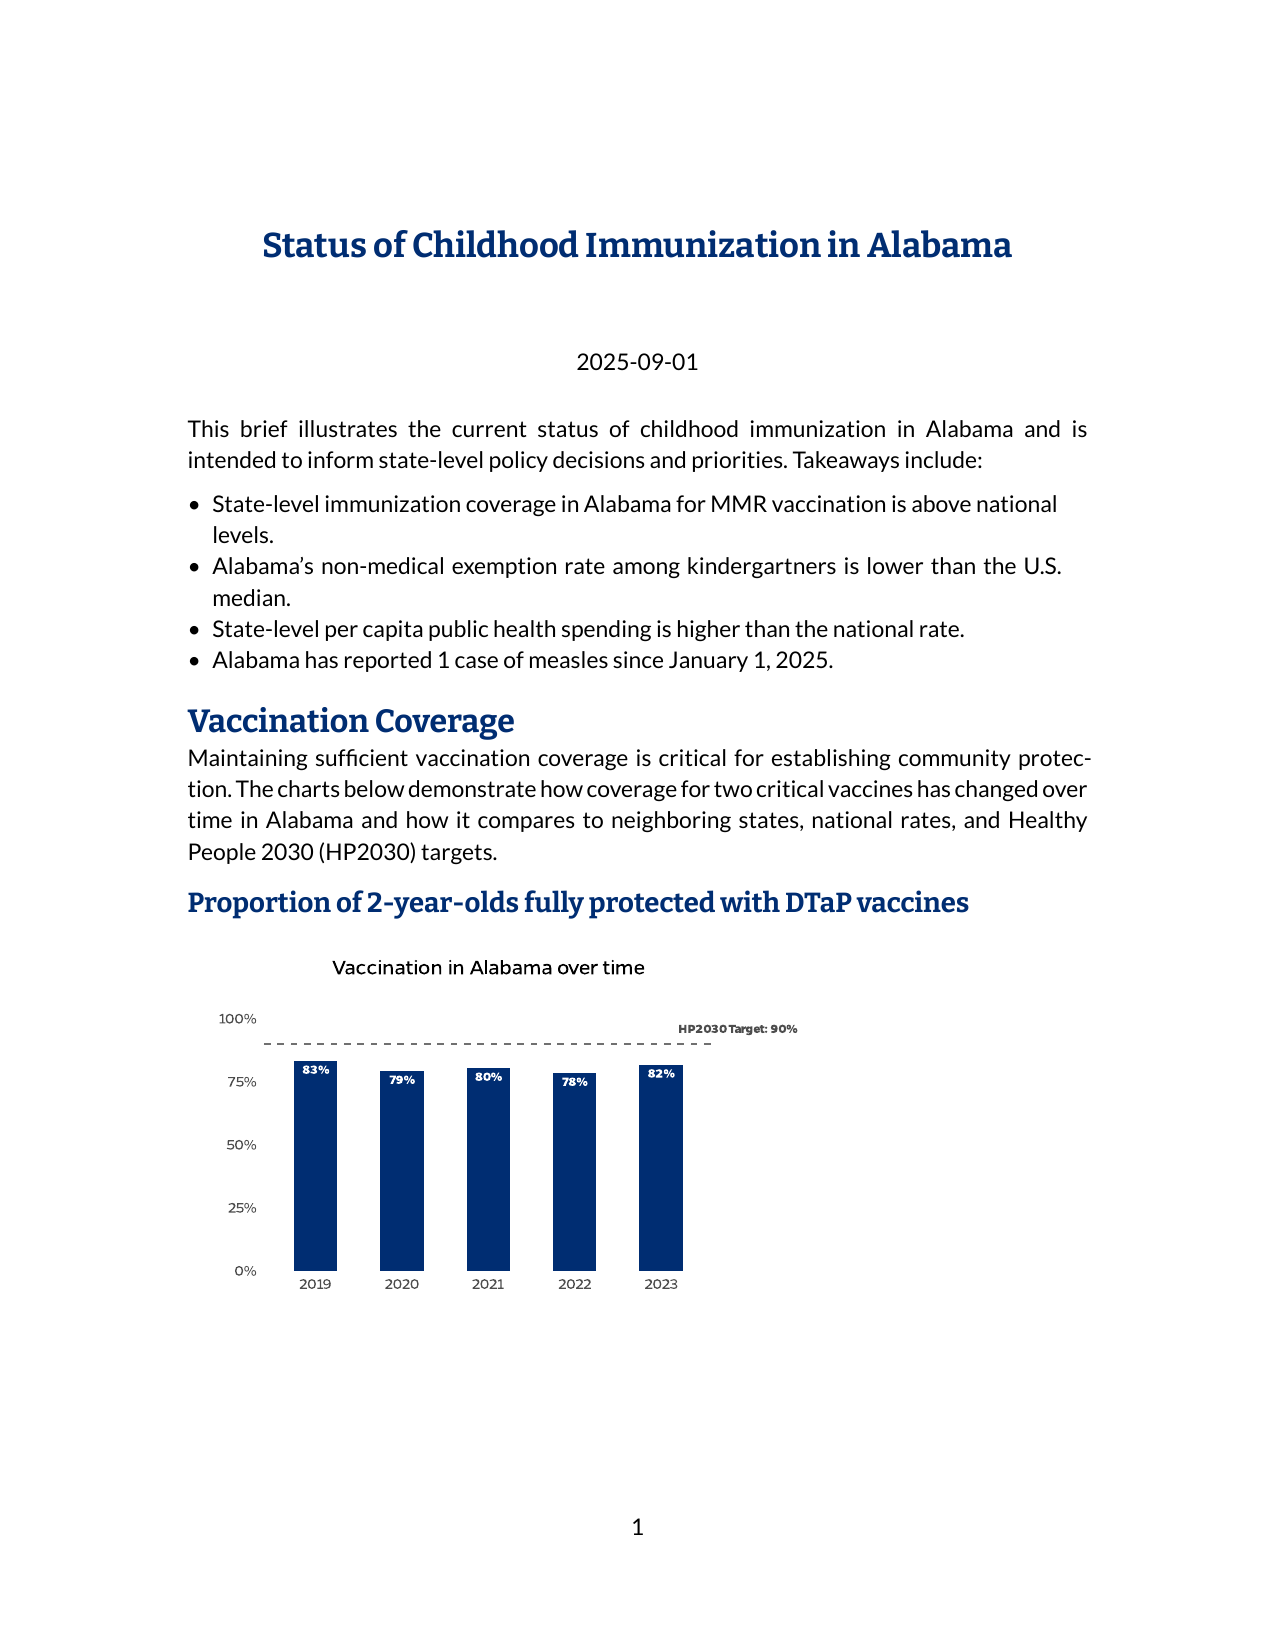 Status of Childhood Immunization in Alabama
2025-09-01
This brief illustrates the current status of childhood immunization in Alabama and is
intended to inform state-level policy decisions and priorities. Takeaways include:
• State-level immunization coverage in Alabama for MMR vaccination is above national
levels.
• Alabama’s non-medical exemption rate among kindergartners is lower than the U.S.
median.
• State-level per capita public health spending is higher than the national rate.
• Alabama has reported 1 case of measles since January 1, 2025.
Vaccination Coverage
Maintaining sufficient vaccination coverage is critical for establishing community protec-
tion. The charts below demonstrate how coverage for two critical vaccines has changed over
time in Alabama and how it compares to neighboring states, national rates, and Healthy
People 2030 (HP2030) targets.
Proportion of 2-year-olds fully protected with DTaP vaccines
Vaccination in Alabama over time
100%
HP2030 Target: 90%
83%
79%
80%
78%
82%
75%
50%
25%
0%
2019 2020 2021 2022 2023
1